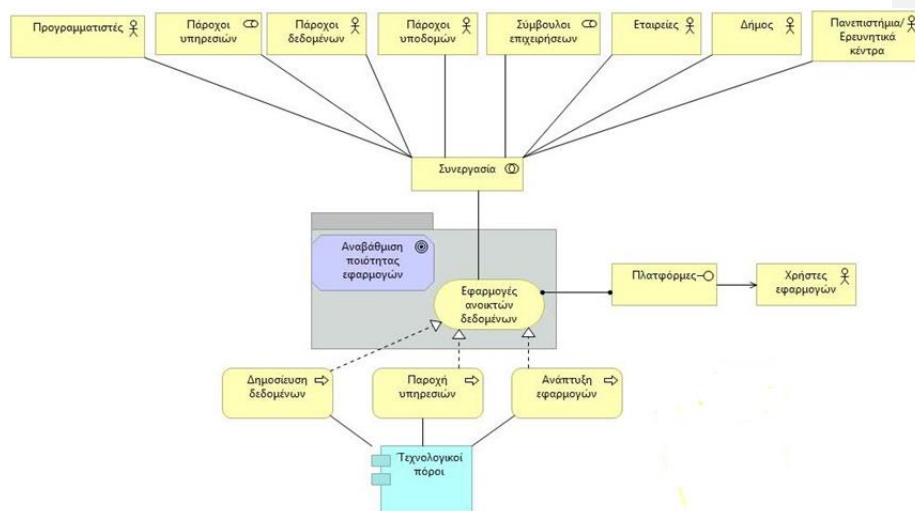 Προγραμματιστές
Πάροχοι
υπηρεσιών
Πάροχοι
δεδομένων
Πάροχοι
υποδομών
Σύμβουλοι
επιχειρήσεων
Εταιρείες
Δήμος
Πανεπιστήμια/
Ερευνητικά
κέντρα
Συνεργασία
Αναβάθμιση
ποιότητας
εφαρμογών
Εφαρμογές
ανοικτών
δεδομένων
Πλατφόρμες
Χρήστες
εφαρμογών
Δημοσίευση
δεδομένων
Παροχή
υπηρεσιών
Ανάπτυξη
εφαρμογών
Τεχνολογικοί
πόροι